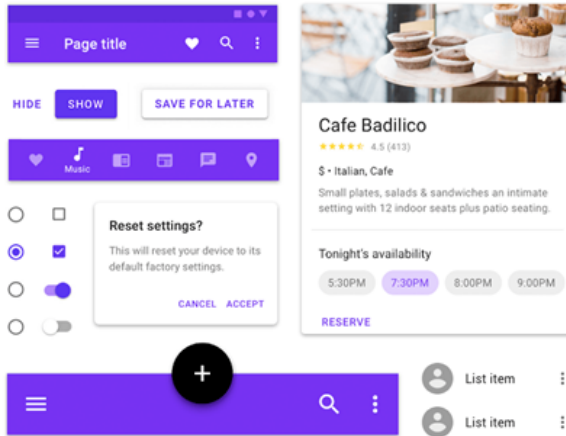 Page title
HIDE
SHOW
SAVE FOR LATER
Music
Reset settings?
This will reset your device to its
default factory settings.
CANCEL ACCEPT
Cafe Badilico
4.5 (413)
$ • Italian, Cafe
Small plates, salads & sandwiches an intimate
setting with 12 indoor seats plus patio seating.
Tonight's availability
5:30PM 7:30PM 8:00PM 9:00PM
RESERVE
List item
List item